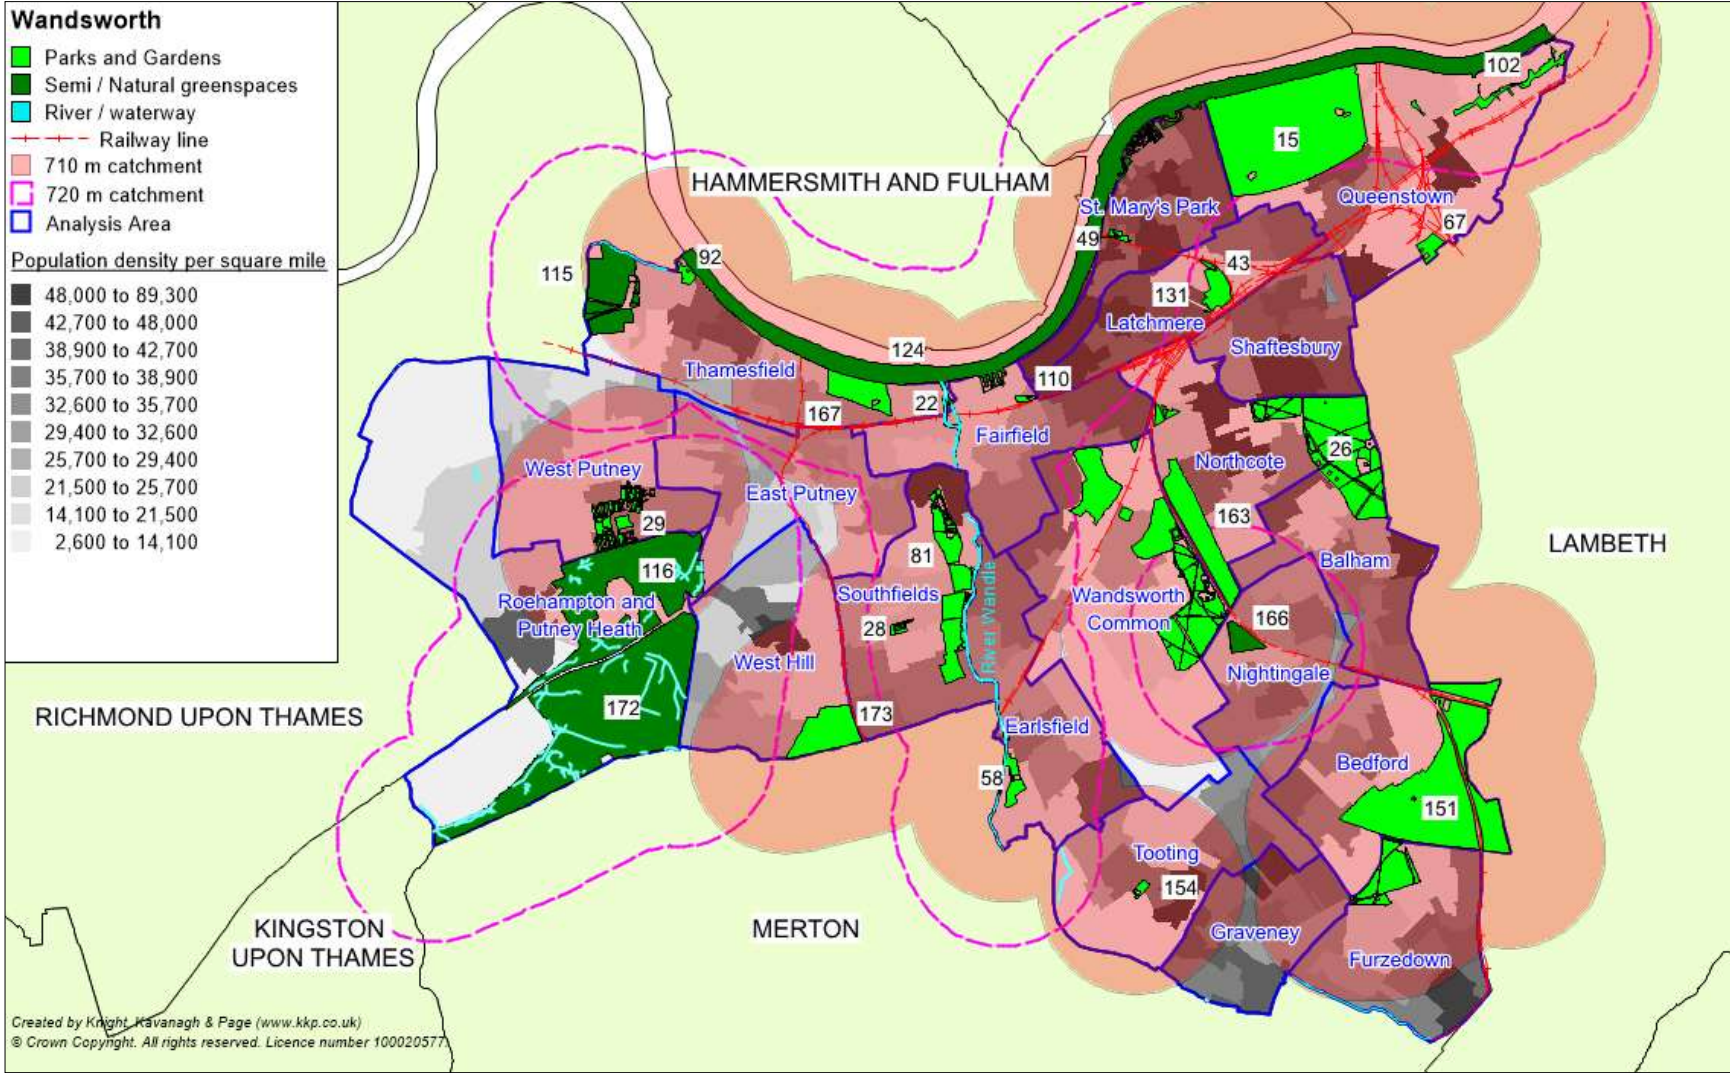 Wandsworth
Parks and Gardens
Semi / Natural greenspaces
River / waterway
Railway line
710 m catchment
720 m catchment
Analysis Area
Population density per square mile
48,000 to 89,300
42,700 to 48,000
38,900 to 42,700
35,700 to 38,900
32,600 to 35,700
29,400 to 32,600
25,700 to 29,400
21,500 to 25,700
14,100 to 21,500
2,600 to 14,100
102
15
HAMMERSMITH AND FULHAM
Queenstown
St. Mary's Park
67
49
92
43
115
131
Latchmere
Shaftesbury
124
Thamesfield
110
22
167
Fairfield
26
Northcote
West Putney
East Putney
163
29
LAMBETH
81
Balham
116
Southfields
Wandsworth
Common
River Wandle
Roehampton and
Putney Heath
28
166
West Hill
Nightingale
172
173
RICHMOND UPON THAMES
Earlsfield
Bedford
58
151
Tooting
154
KINGSTON
UPON THAMES
MERTON
Graveney
Furzedown
Created by Knight, Kavanagh & Page (www.kkp.co.uk)
© Crown Copyright. All rights reserved. Licence number 100020577.